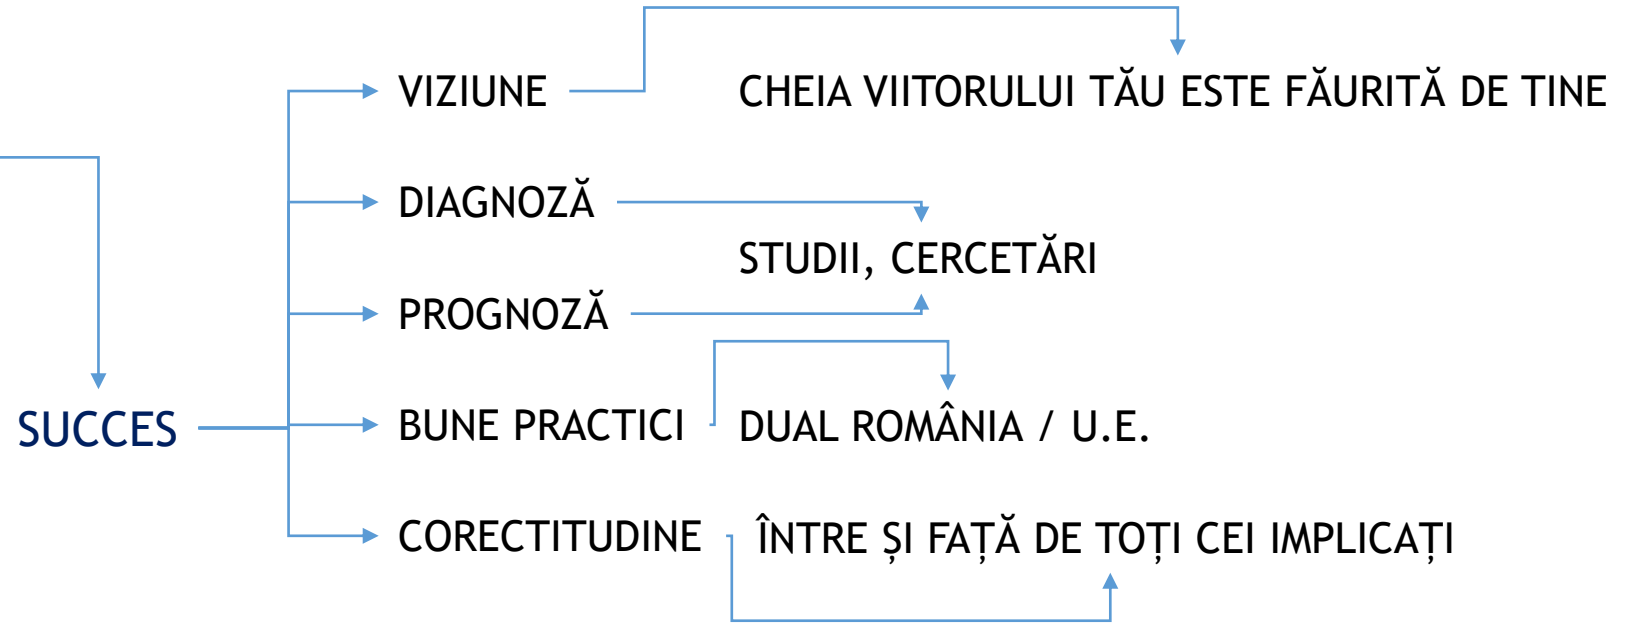 VIZIUNE
CHEIA VIITORULUI TĂU ESTE FĂURITĂ DE TINE
DIAGNOZĂ
STUDII, CERCETĂRI
PROGNOZĂ
SUCCES
BUNE PRACTICI
DUAL ROMÂNIA / U.E.
CORECTITUDINE
ÎNTRE ȘI FAȚĂ DE TOȚI CEI IMPLICAȚI